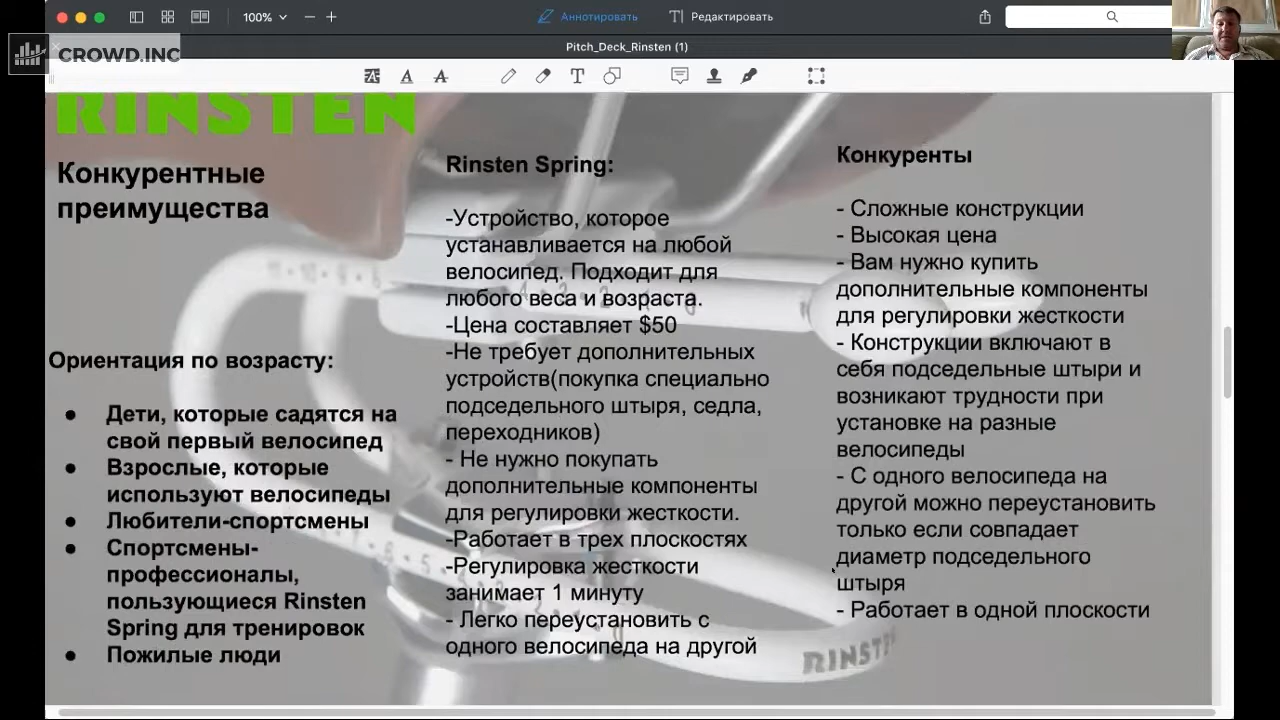 100%
Аннотировать
Редактировать
CROWD.INC
Pitch_Deck_Rinsten (1)
RINSTEN
Конкурентные
преимущества
Ориентация по возрасту:
● Дети, которые садятся на
свой первый велосипед
● Взрослые, которые
используют велосипеды
● Любители-спортсмены
● Спортсмены-
профессионалы,
пользующиеся Rinsten
Spring для тренировок
● Пожилые люди
Rinsten Spring:
-Устройство, которое
устанавливается на любой
велосипед. Подходит для
любого веса и возраста.
-Цена составляет $50
-Не требует дополнительных
устройств(покупка специально
подседельного штыря, седла,
переходников)
- Не нужно покупать
дополнительные компоненты
для регулировки жесткости.
-Работает в трех плоскостях
-Регулировка жесткости
занимает 1 минуту
- Легко переустановить с
одного велосипеда на другой
Конкуренты
- Сложные конструкции
- Высокая цена
- Вам нужно купить
дополнительные компоненты
для регулировки жесткости
- Конструкции включают в
себя подседельные штыри и
возникают трудности при
установке на разные
велосипеды
- С одного велосипеда на
другой можно переустановить
только если совпадает
диаметр подседельного
штыря
- Работает в одной плоскости
RINSTEN